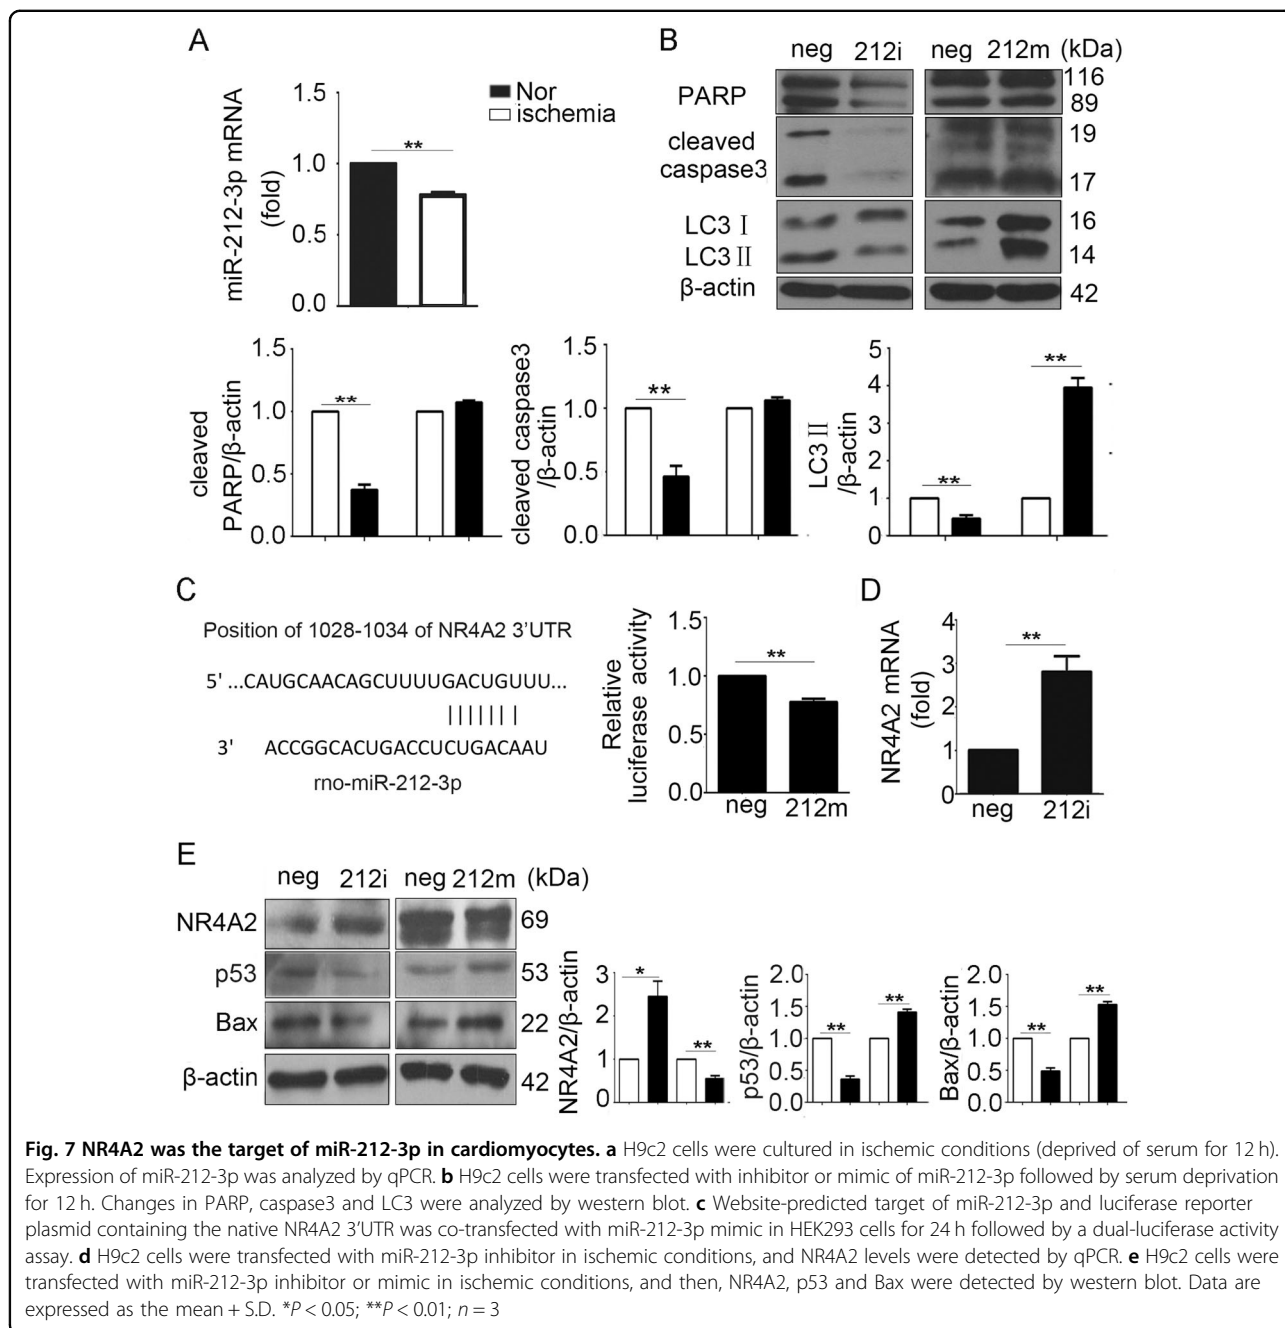 A
miR-212-3p mRNA
(fold)
1.5
1.0
0.5
0.0
**
Nor
ischemia
B
neg 212i neg 212m (kDa)
PARP
116
89
cleaved
caspase3
19
17
LC3 Ⅰ
LC3 Ⅱ
16
14
β-actin
42
cleaved
PARP/β-actin
1.5
1.0
0.5
0.0
**
cleaved caspase3
/β-actin
1.5
1.0
0.5
0.0
**
LC3 Ⅱ
/β-actin
5
4
3
2
1
0
**
**
C
Position of 1028-1034 of NR4A2 3'UTR
5' ...CAUGCAACAGCUUUUGACUGUUU...
| | | | | | |
3' ACCGGCACUGACCUCUGACAAU
rno-miR-212-3p
Relative
luciferase activity
1.5
1.0
0.5
0.0
**
neg 212m
D
NR4A2 mRNA
(fold)
4
3
2
1
0
**
neg 212i
E
neg 212i neg 212m (kDa)
NR4A2
69
p53
53
Bax
22
β-actin
42
NR4A2/β-actin
3
2
1
0
*
**
p53/β-actin
2.0
1.5
1.0
0.5
0.0
**
**
Bax/β-actin
2.0
1.5
1.0
0.5
0.0
**
**
Fig. 7 NR4A2 was the target of miR-212-3p in cardiomyocytes. a H9c2 cells were cultured in ischemic conditions (deprived of serum for 12 h).
Expression of miR-212-3p was analyzed by qPCR. b H9c2 cells were transfected with inhibitor or mimic of miR-212-3p followed by serum deprivation
for 12 h. Changes in PARP, caspase3 and LC3 were analyzed by western blot. c Website-predicted target of miR-212-3p and luciferase reporter
plasmid containing the native NR4A2 3'UTR was co-transfected with miR-212-3p mimic in HEK293 cells for 24 h followed by a dual-luciferase activity
assay. d H9c2 cells were transfected with miR-212-3p inhibitor in ischemic conditions, and NR4A2 levels were detected by qPCR. e H9c2 cells were
transfected with miR-212-3p inhibitor or mimic in ischemic conditions, and then, NR4A2, p53 and Bax were detected by western blot. Data are
expressed as the mean + S.D. *P < 0.05; **P < 0.01; n = 3